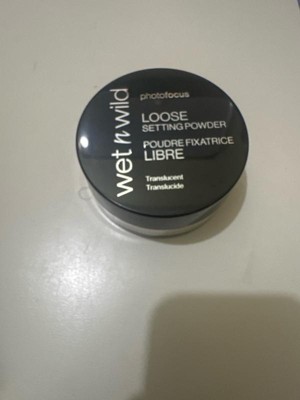 wet n wild
photofocus
LOOSE
SETTING POWDER
POUDRE FIXATRICE
LIBRE
Translucent
Translucide